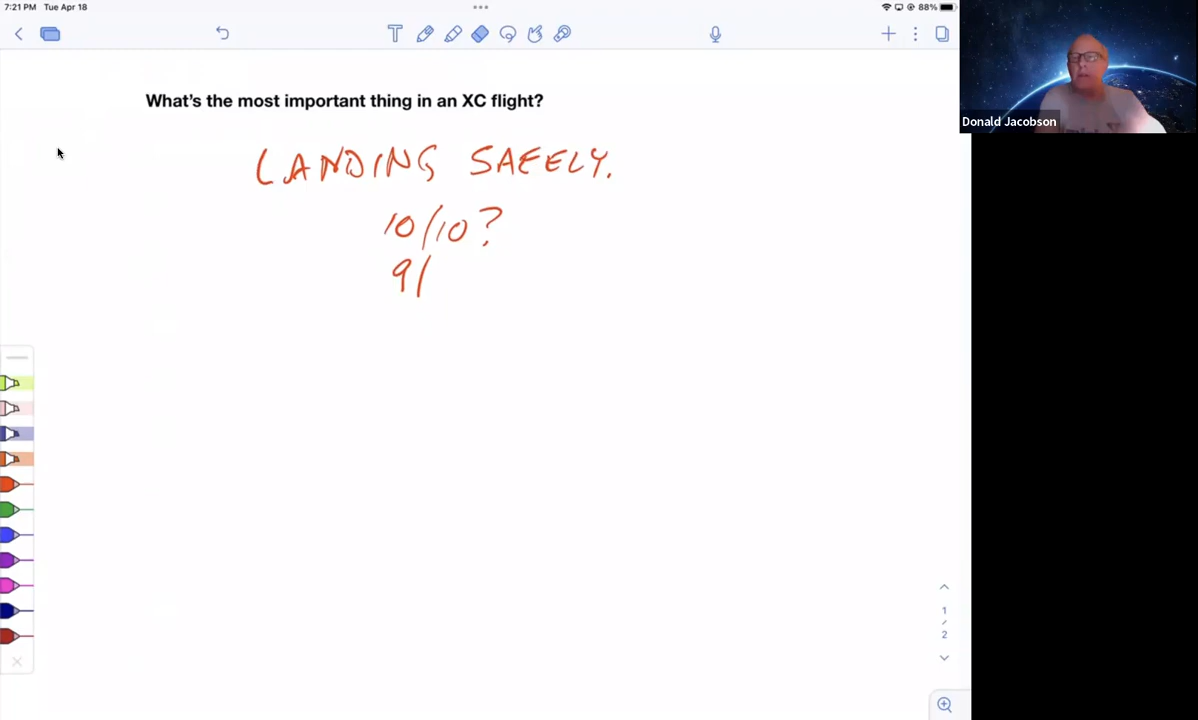 7:21 PM Tue Apr 18
88%
What's the most important thing in an XC flight?
LANDING SAFELY.
10/10?
9/
Donald Jacobson
1
/
2